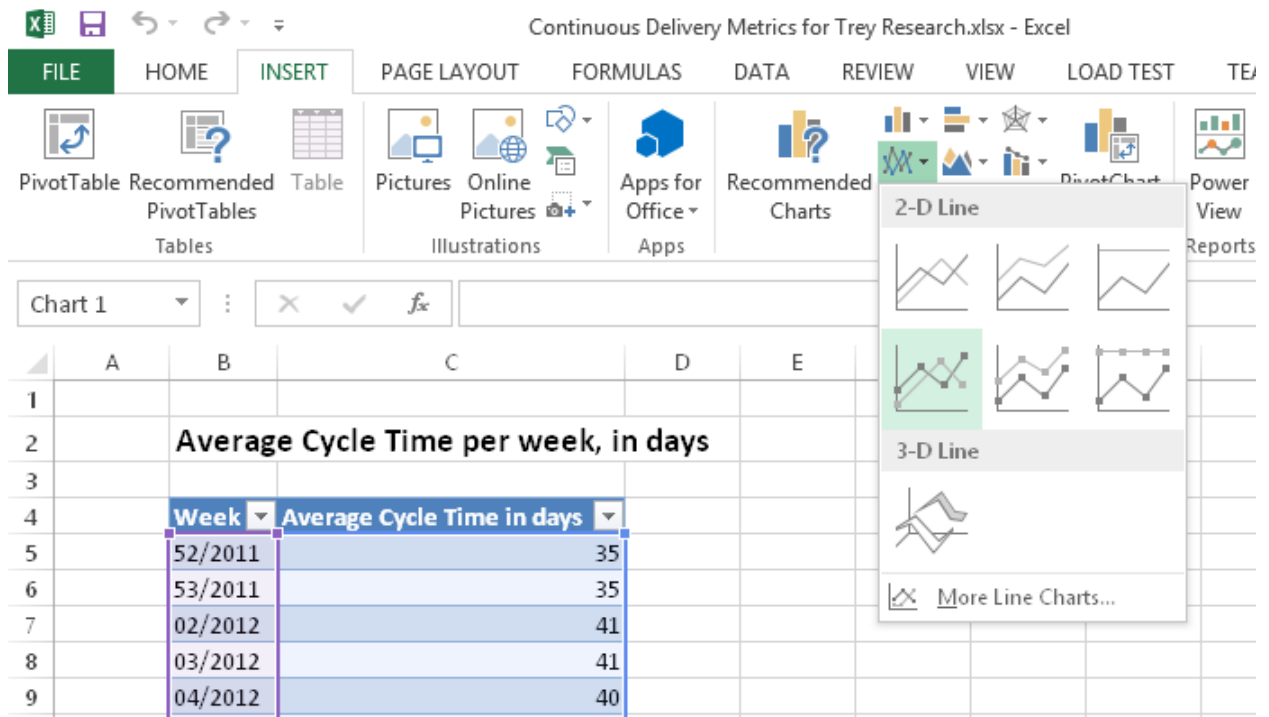 Continuous Delivery Metrics for Trey Research.xlsx - Excel
FILE HOME INSERT PAGE LAYOUT FORMULAS DATA REVIEW VIEW LOAD TEST
PivotTable Recommended PivotTables Table Pictures Online Pictures Apps for Office Recommended Charts PivotChart Power View
Tables Illustrations Apps Reports
2-D Line
Chart 1 fx
A B C D E
1
2 Average Cycle Time per week, in days
3
3-D Line
4 Week Average Cycle Time in days
5 52/2011 35
6 53/2011 35
More Line Charts...
7 02/2012 41
8 03/2012 41
9 04/2012 40